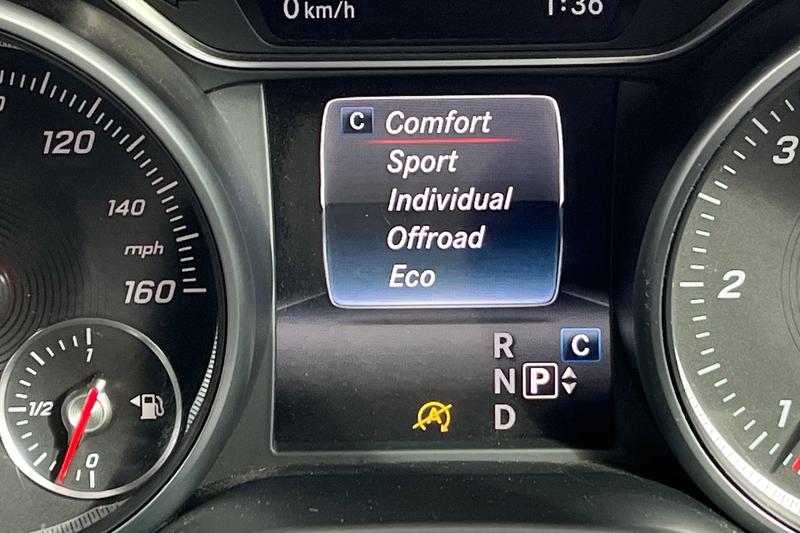 0 km/h
1:36
120
140
mph
160
1
1/2
0
C Comfort
Sport
Individual
Offroad
Eco
R C
N P
A
D
3
2
1